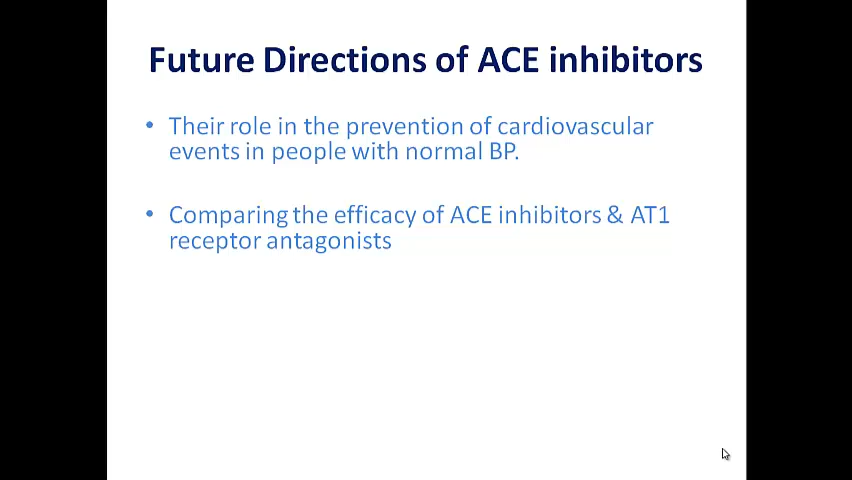 Future Directions of ACE inhibitors
• Their role in the prevention of cardiovascular
events in people with normal BP.
• Comparing the efficacy of ACE inhibitors & AT1
receptor antagonists